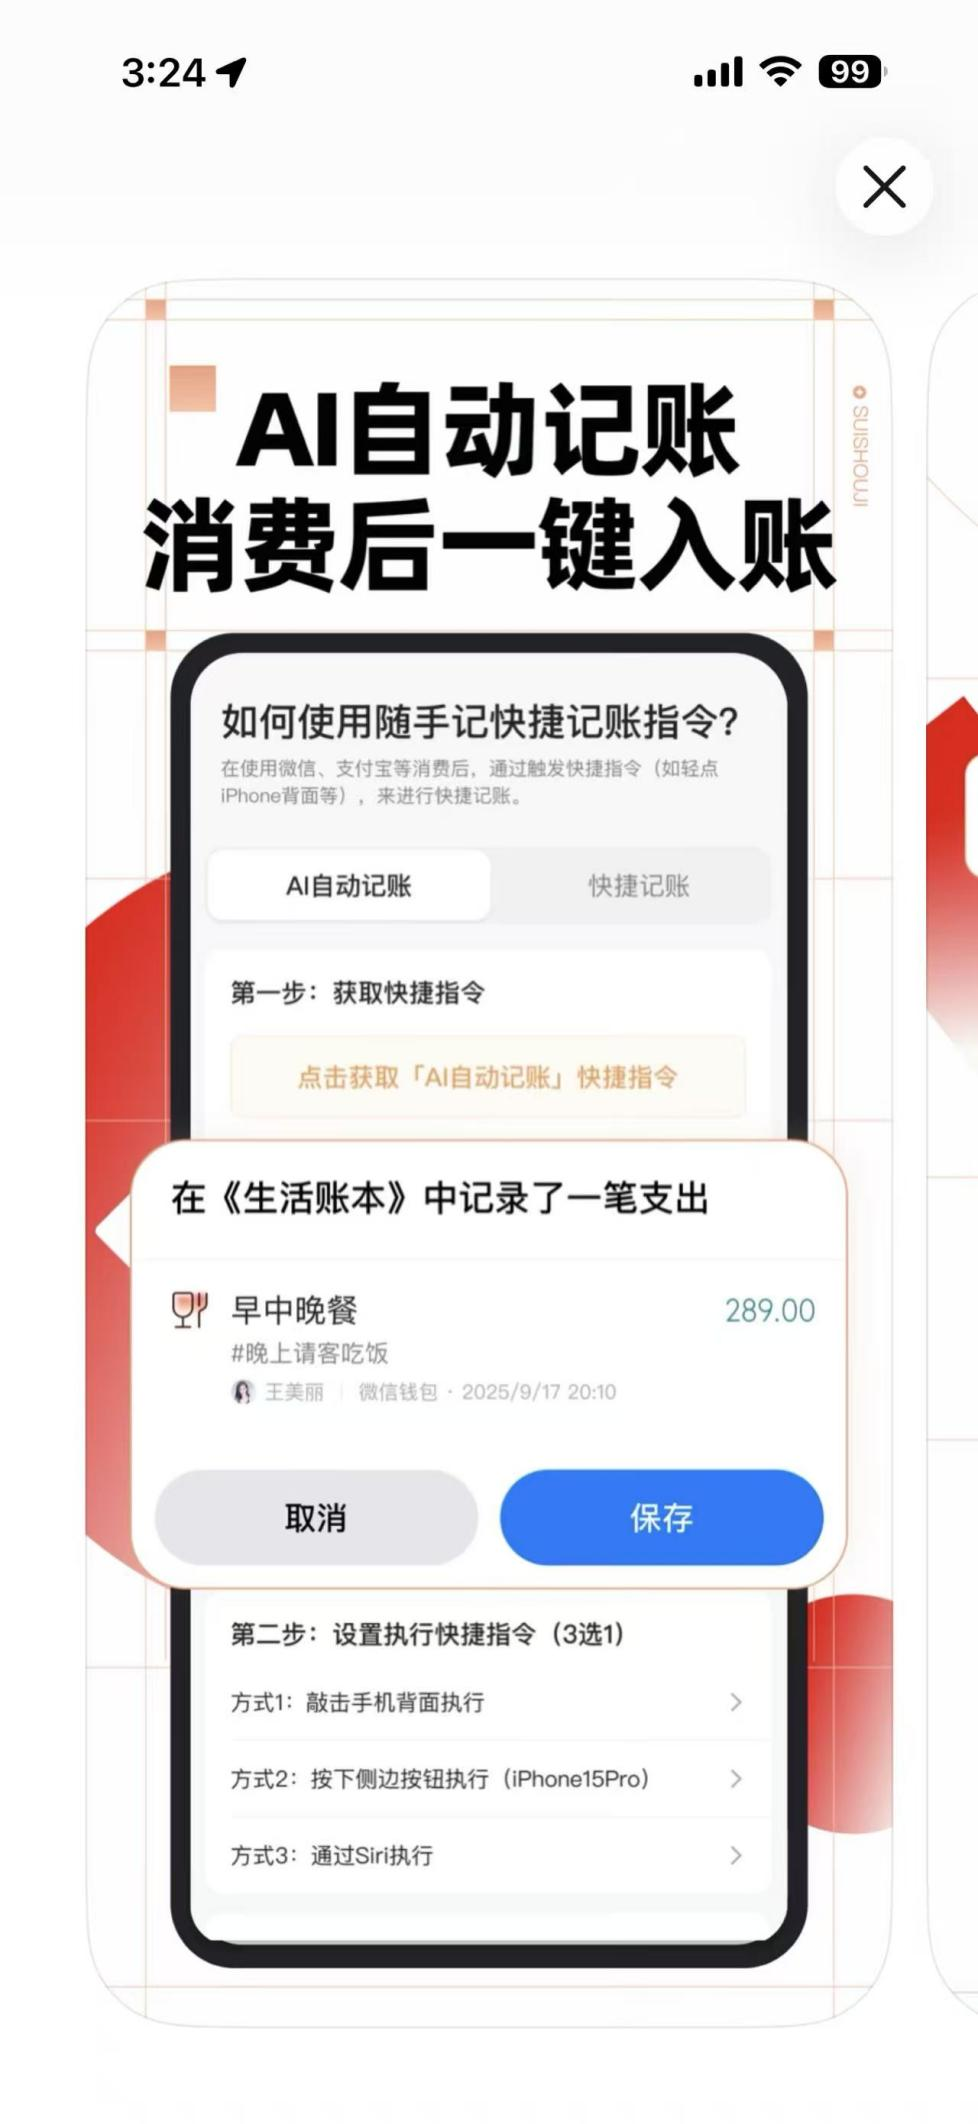 3:24
99
AI自动记账
消费后一键入账
SUISHOUJI
如何使用随手记快捷记账指令?
在使用微信、支付宝等消费后，通过触发快捷指令（如轻点
iPhone背面等），来进行快捷记账。
AI自动记账
快捷记账
第一步：获取快捷指令
点击获取「AI自动记账」快捷指令
在《生活账本》中记录了一笔支出
早中晚餐
289.00
#晚上请客吃饭
王美丽 | 微信钱包 · 2025/9/17 20:10
取消
保存
第二步：设置执行快捷指令（3选1）
方式1：敲击手机背面执行
方式2：按下侧边按钮执行（iPhone15Pro）
方式3：通过Siri执行